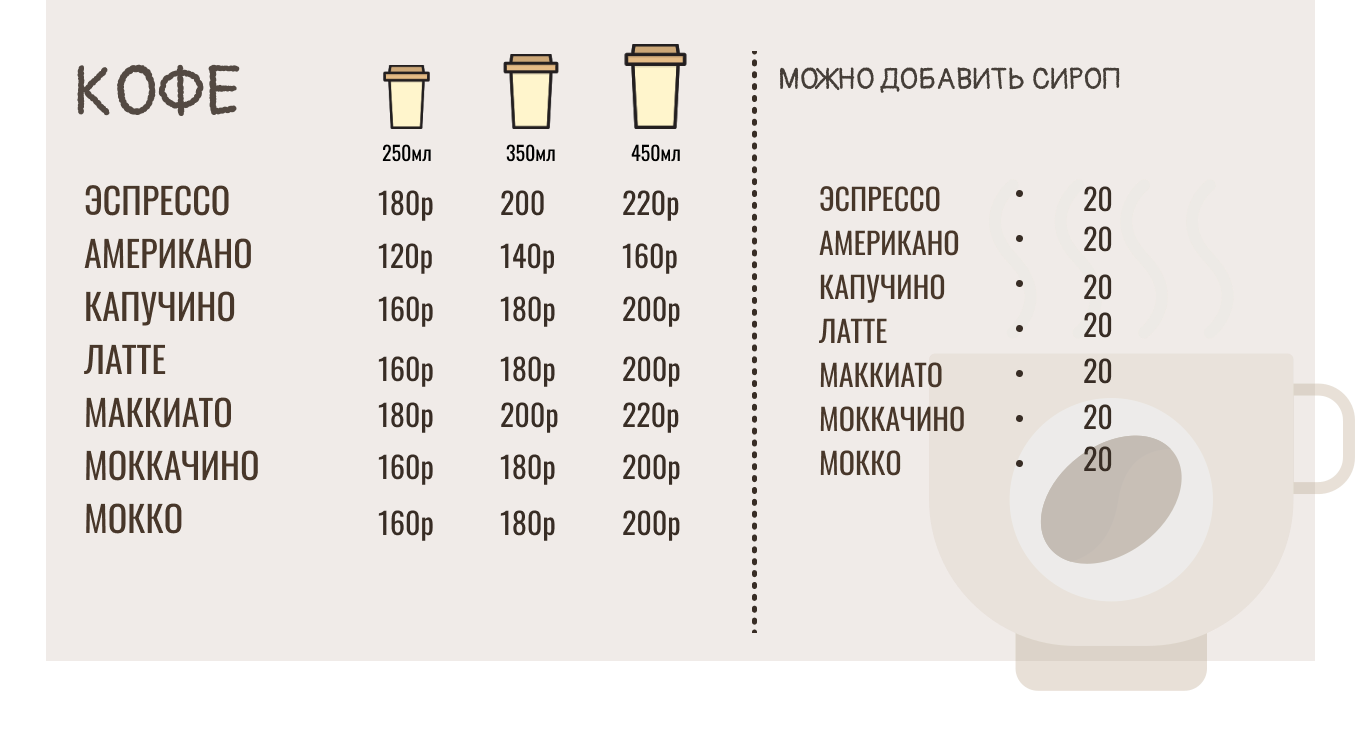 КОФЕ
250мл 350мл 450мл
ЭСПРЕССО 180р 200 220р
АМЕРИКАНО 120р 140р 160р
КАПУЧИНО 160р 180р 200р
ЛАТТЕ 160р 180р 200р
МАККИАТО 180р 200р 220р
МОККАЧИНО 160р 180р 200р
МОККО 160р 180р 200р
МОЖНО ДОБАВИТЬ СИРОП
ЭСПРЕССО • 20
АМЕРИКАНО • 20
КАПУЧИНО • 20
ЛАТТЕ • 20
МАККИАТО • 20
МОККАЧИНО • 20
МОККО • 20